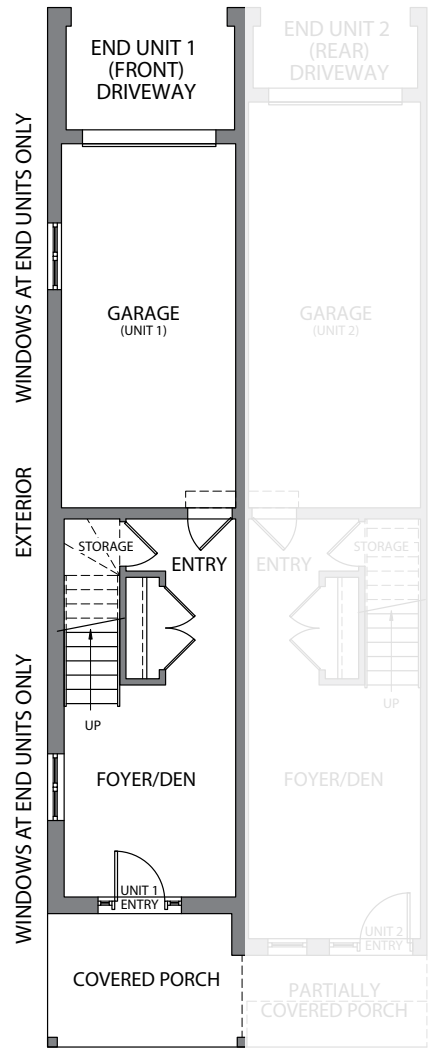 END UNIT 1
(FRONT)
DRIVEWAY
END UNIT 2
(REAR)
DRIVEWAY
WINDOWS AT END UNITS ONLY
GARAGE
(UNIT 1)
GARAGE
(UNIT 2)
EXTERIOR
STORAGE
ENTRY
ENTRY
STORAGE
UP
UP
WINDOWS AT END UNITS ONLY
FOYER/DEN
FOYER/DEN
UNIT 1
ENTRY
UNIT 2
ENTRY
COVERED PORCH
PARTIALLY
COVERED PORCH